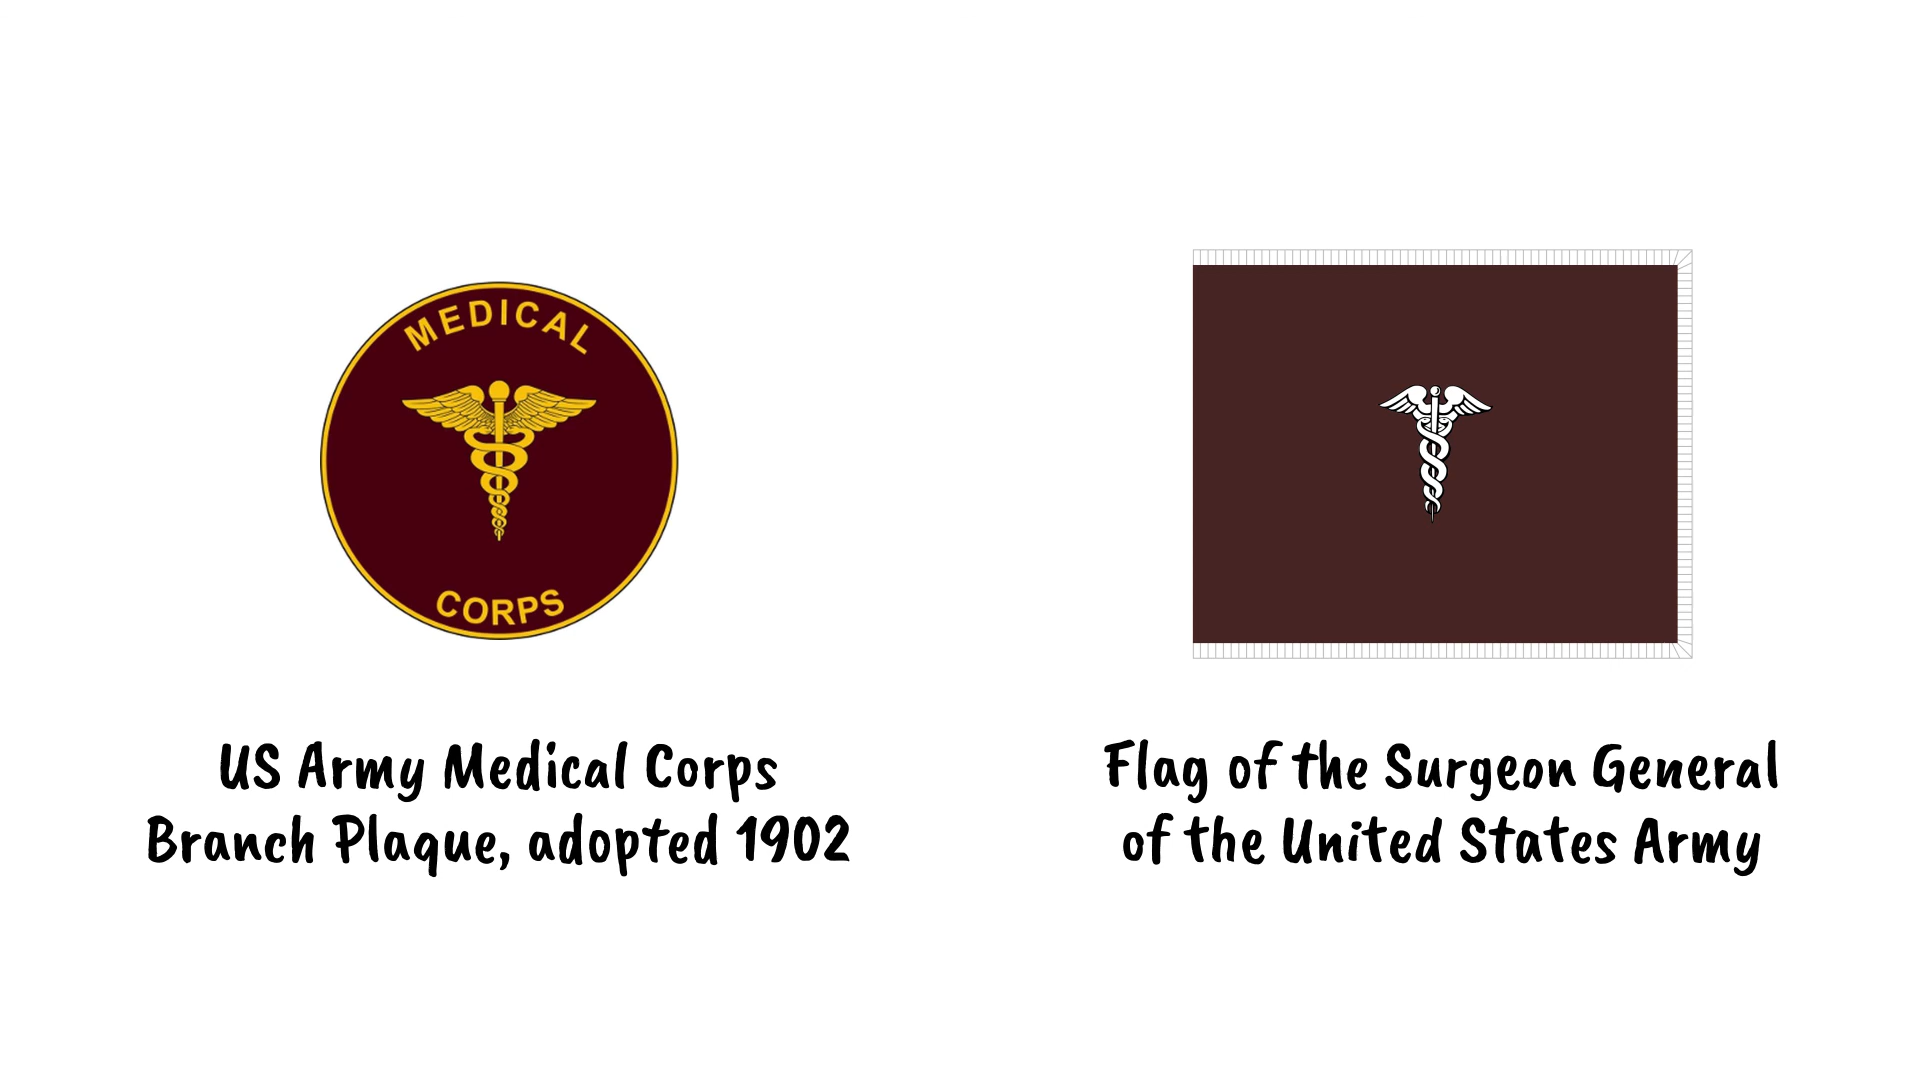 MEDICAL
CORPS
US Army Medical Corps
Branch Plaque, adopted 1902
Flag of the Surgeon General
of the United States Army